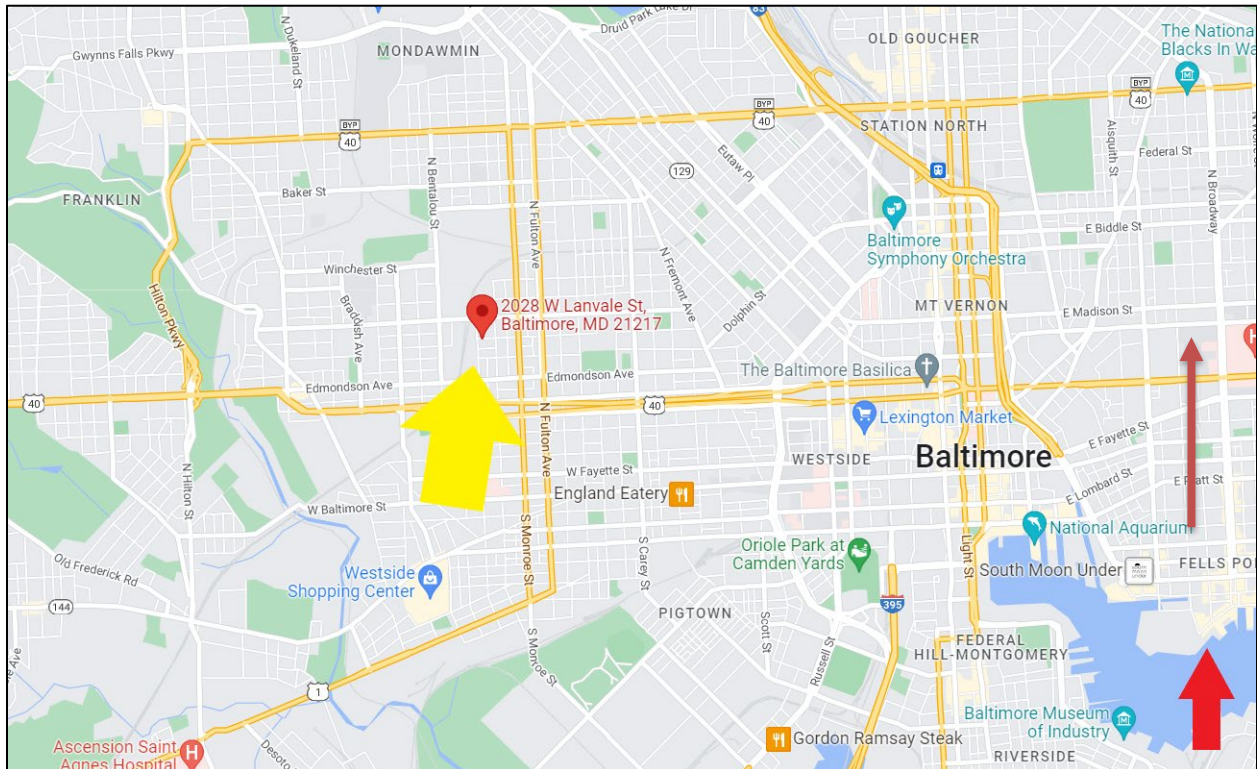 Druid Park Lake Dr
83
The National
Blacks In Wa
N Dukeland St
Gwynns Falls Pkwy
MONDAWMIN
OLD GOUCHER
BYP
40
BYP
40
BYP
40
STATION NORTH
Aisquith St
Federal St
N Broadway
Eutaw Pl
129
N Bentalou St
Baker St
FRANKLIN
N Fulton Ave
Baltimore
Symphony Orchestra
E Biddle St
Winchester St
N Fremont Ave
Dolphin St
Hilton Pkwy
Braddish Ave
2028 W Lanvale St,
Baltimore, MD 21217
MT VERNON
E Madison St
H
The Baltimore Basilica
Edmondson Ave
Edmondson Ave
40
40
N Fulton Ave
Lexington Market
E Fayette St
WESTSIDE
Baltimore
N Hilton St
W Fayette St
England Eatery
E Lombard St
E Pratt St
W Baltimore St
National Aquarium
Old Frederick Rd
S Monroe St
S Carey St
Oriole Park at
Camden Yards
Light St
South Moon Under
FELLS PO
Westside
Shopping Center
144
395
PIGTOWN
Scott St
Russell St
S Monroe St
FEDERAL
HILL-MONTGOMERY
1
Baltimore Museum
of Industry
Gordon Ramsay Steak
RIVERSIDE
Ascension Saint
Agnes Hospital
H